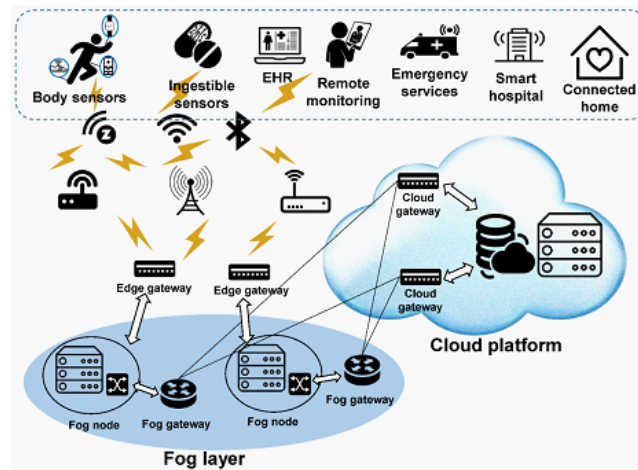 Body sensors
Ingestible
sensors
EHR
Remote
monitoring
Emergency
services
Smart
hospital
Connected
home
Z
Cloud
gateway
Edge gateway
Edge gateway
Cloud
gateway
Cloud platform
Fog node
Fog gateway
Fog node
Fog gateway
Fog layer